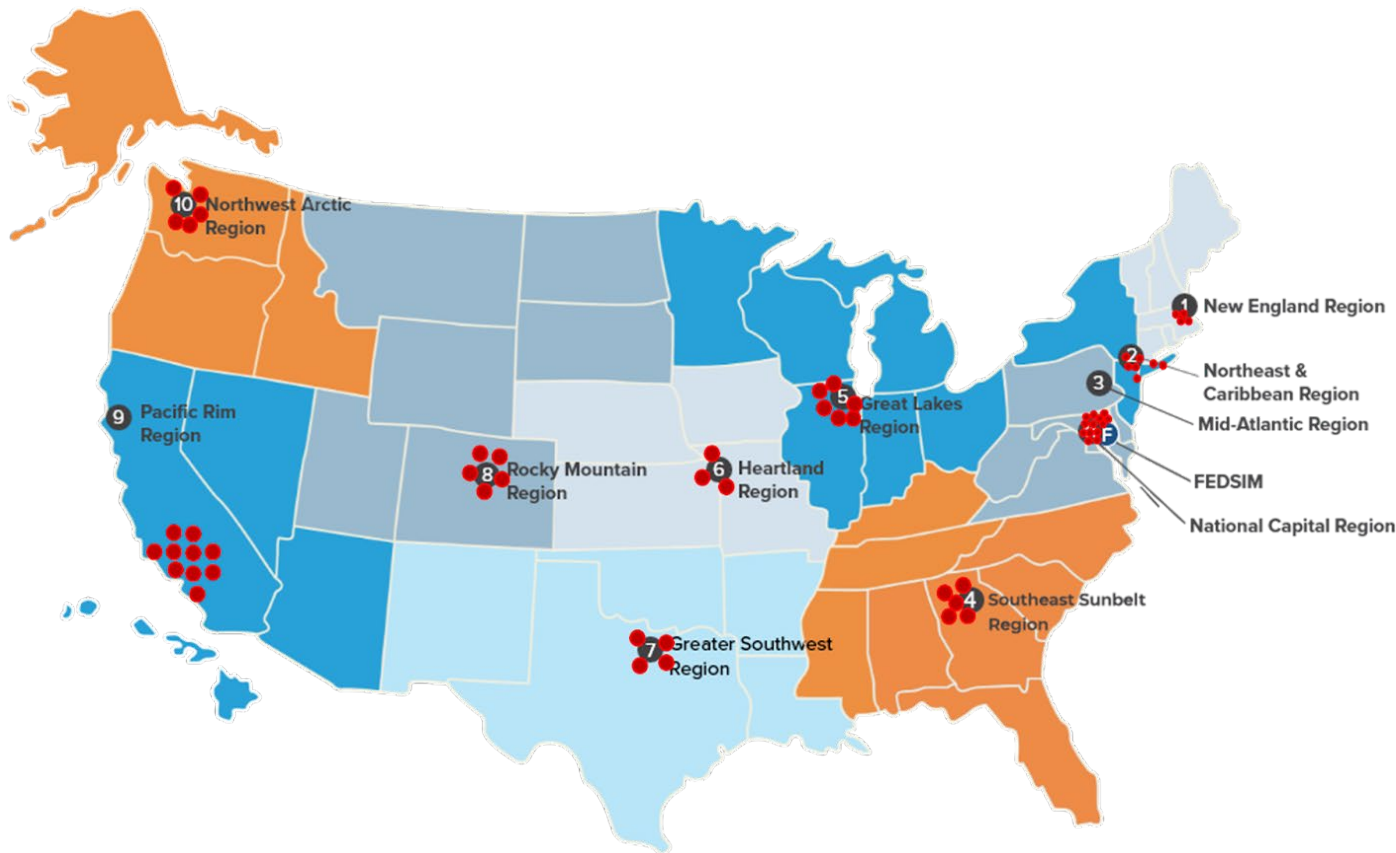 10
Northwest Arctic
Region
1
New England Region
2
Northeast &
Caribbean Region
3
Mid-Atlantic Region
9
Pacific Rim
Region
5
Great Lakes
Region
F
FEDSIM
8
Rocky Mountain
Region
6
Heartland
Region
National Capital Region
4
Southeast Sunbelt
Region
7
Greater Southwest
Region